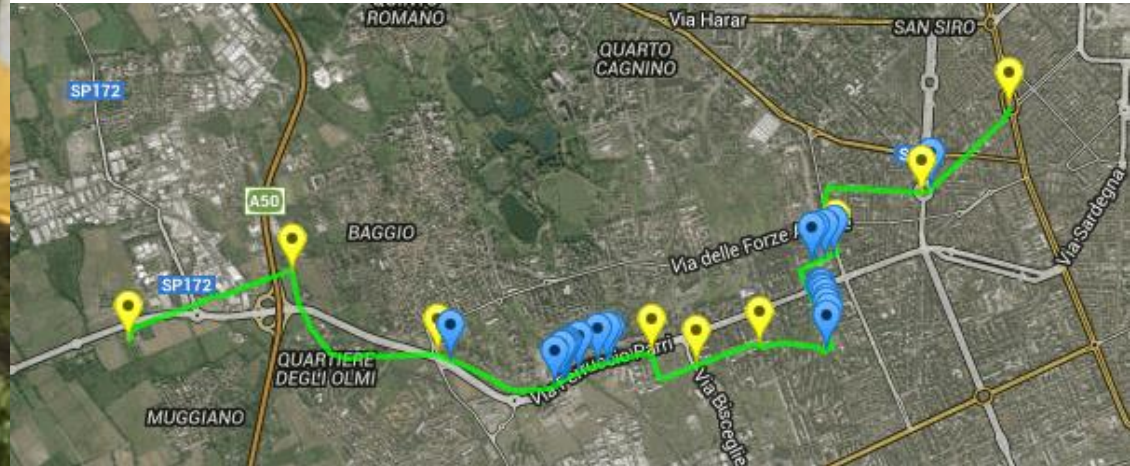 QUINTO
ROMANO
Via Harar
SAN SIRO
QUARTO
CAGNINO
SP172
A50
BAGGIO
Via delle Forze
Via Sardegna
SP172
QUARTIERE
DEGLI OLMI
Via Ferruccio Parri
Via Bisceglie
MUGGIANO